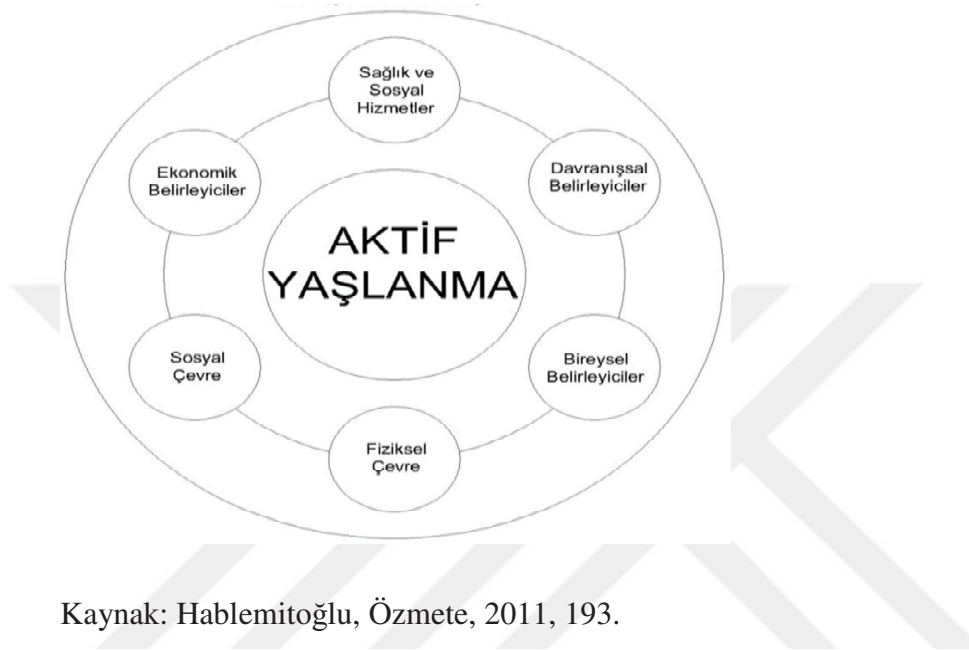 Sağlık ve
Sosyal
Hizmetler
Ekonomik
Belirleyiciler
Davranışsal
Belirleyiciler
AKTİF
YAŞLANMA
Sosyal
Çevre
Bireysel
Belirleyiciler
Fiziksel
Çevre
Kaynak: Hablemitoğlu, Özmete, 2011, 193.